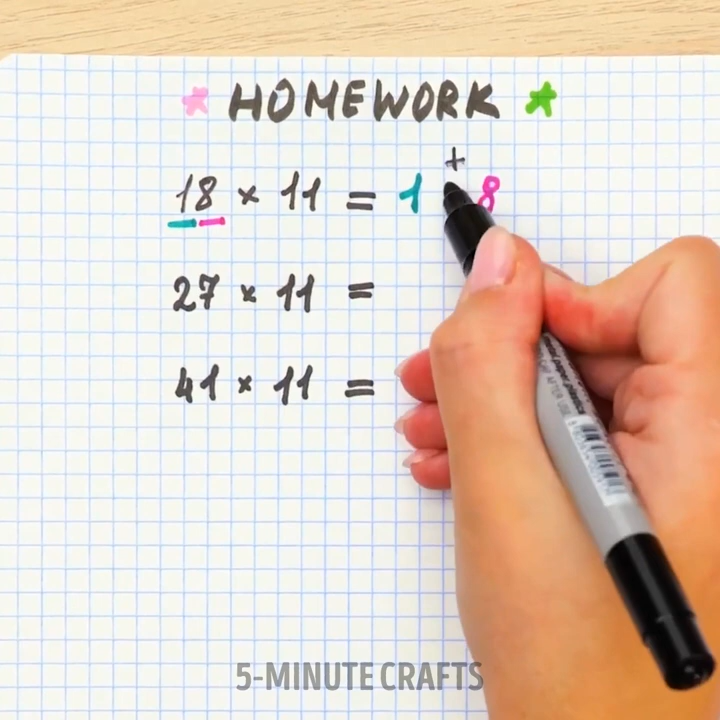 HOMEWORK
+
18 × 11 = 1 8
27 × 11 =
41 × 11 =
5-MINUTE CRAFTS